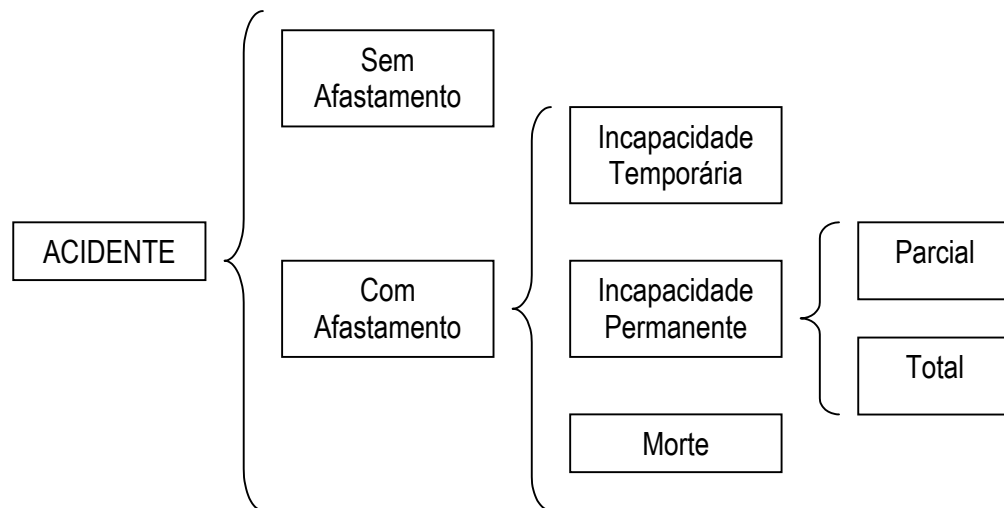 Sem
Afastamento
Incapacidade
Temporária
ACIDENTE
Com
Afastamento
Incapacidade
Permanente
Parcial
Total
Morte